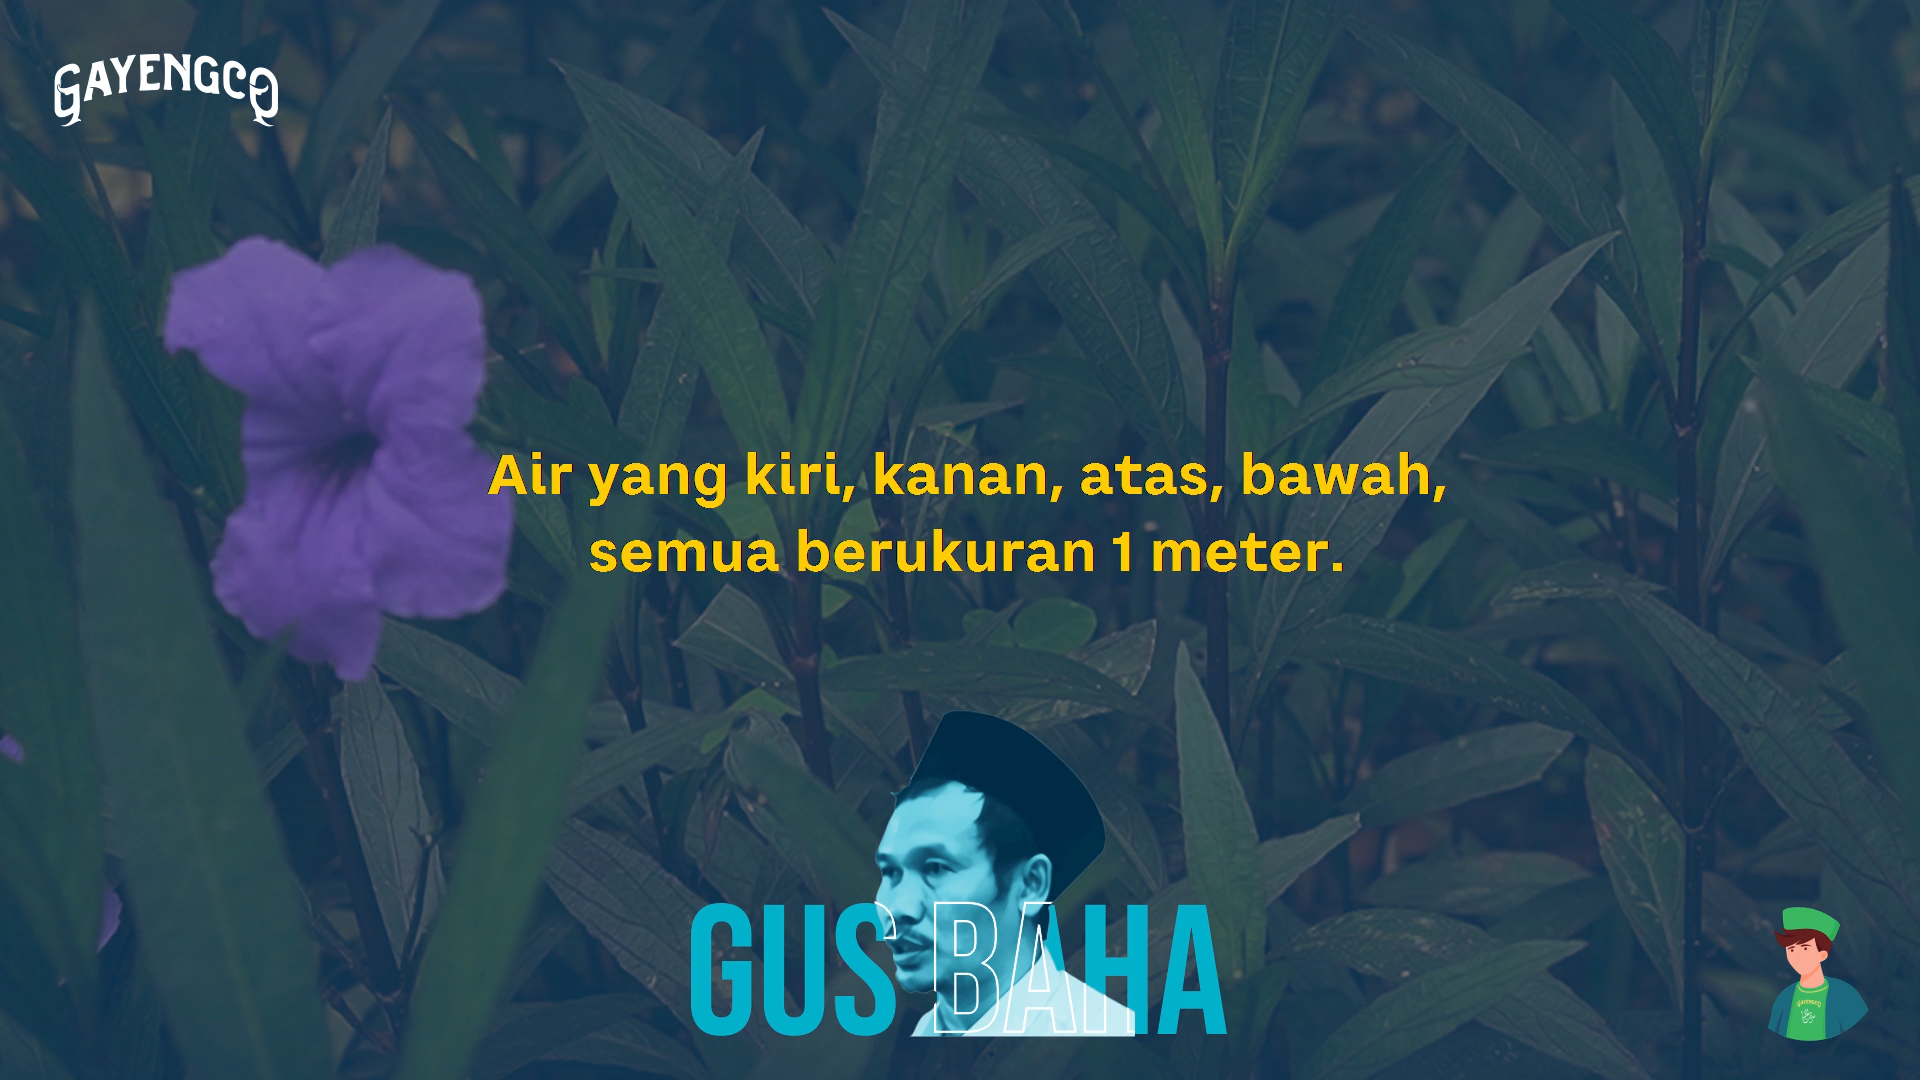 GAYENGCO
Air yang kiri, kanan, atas, bawah,
semua berukuran 1 meter.
GUS BAHA